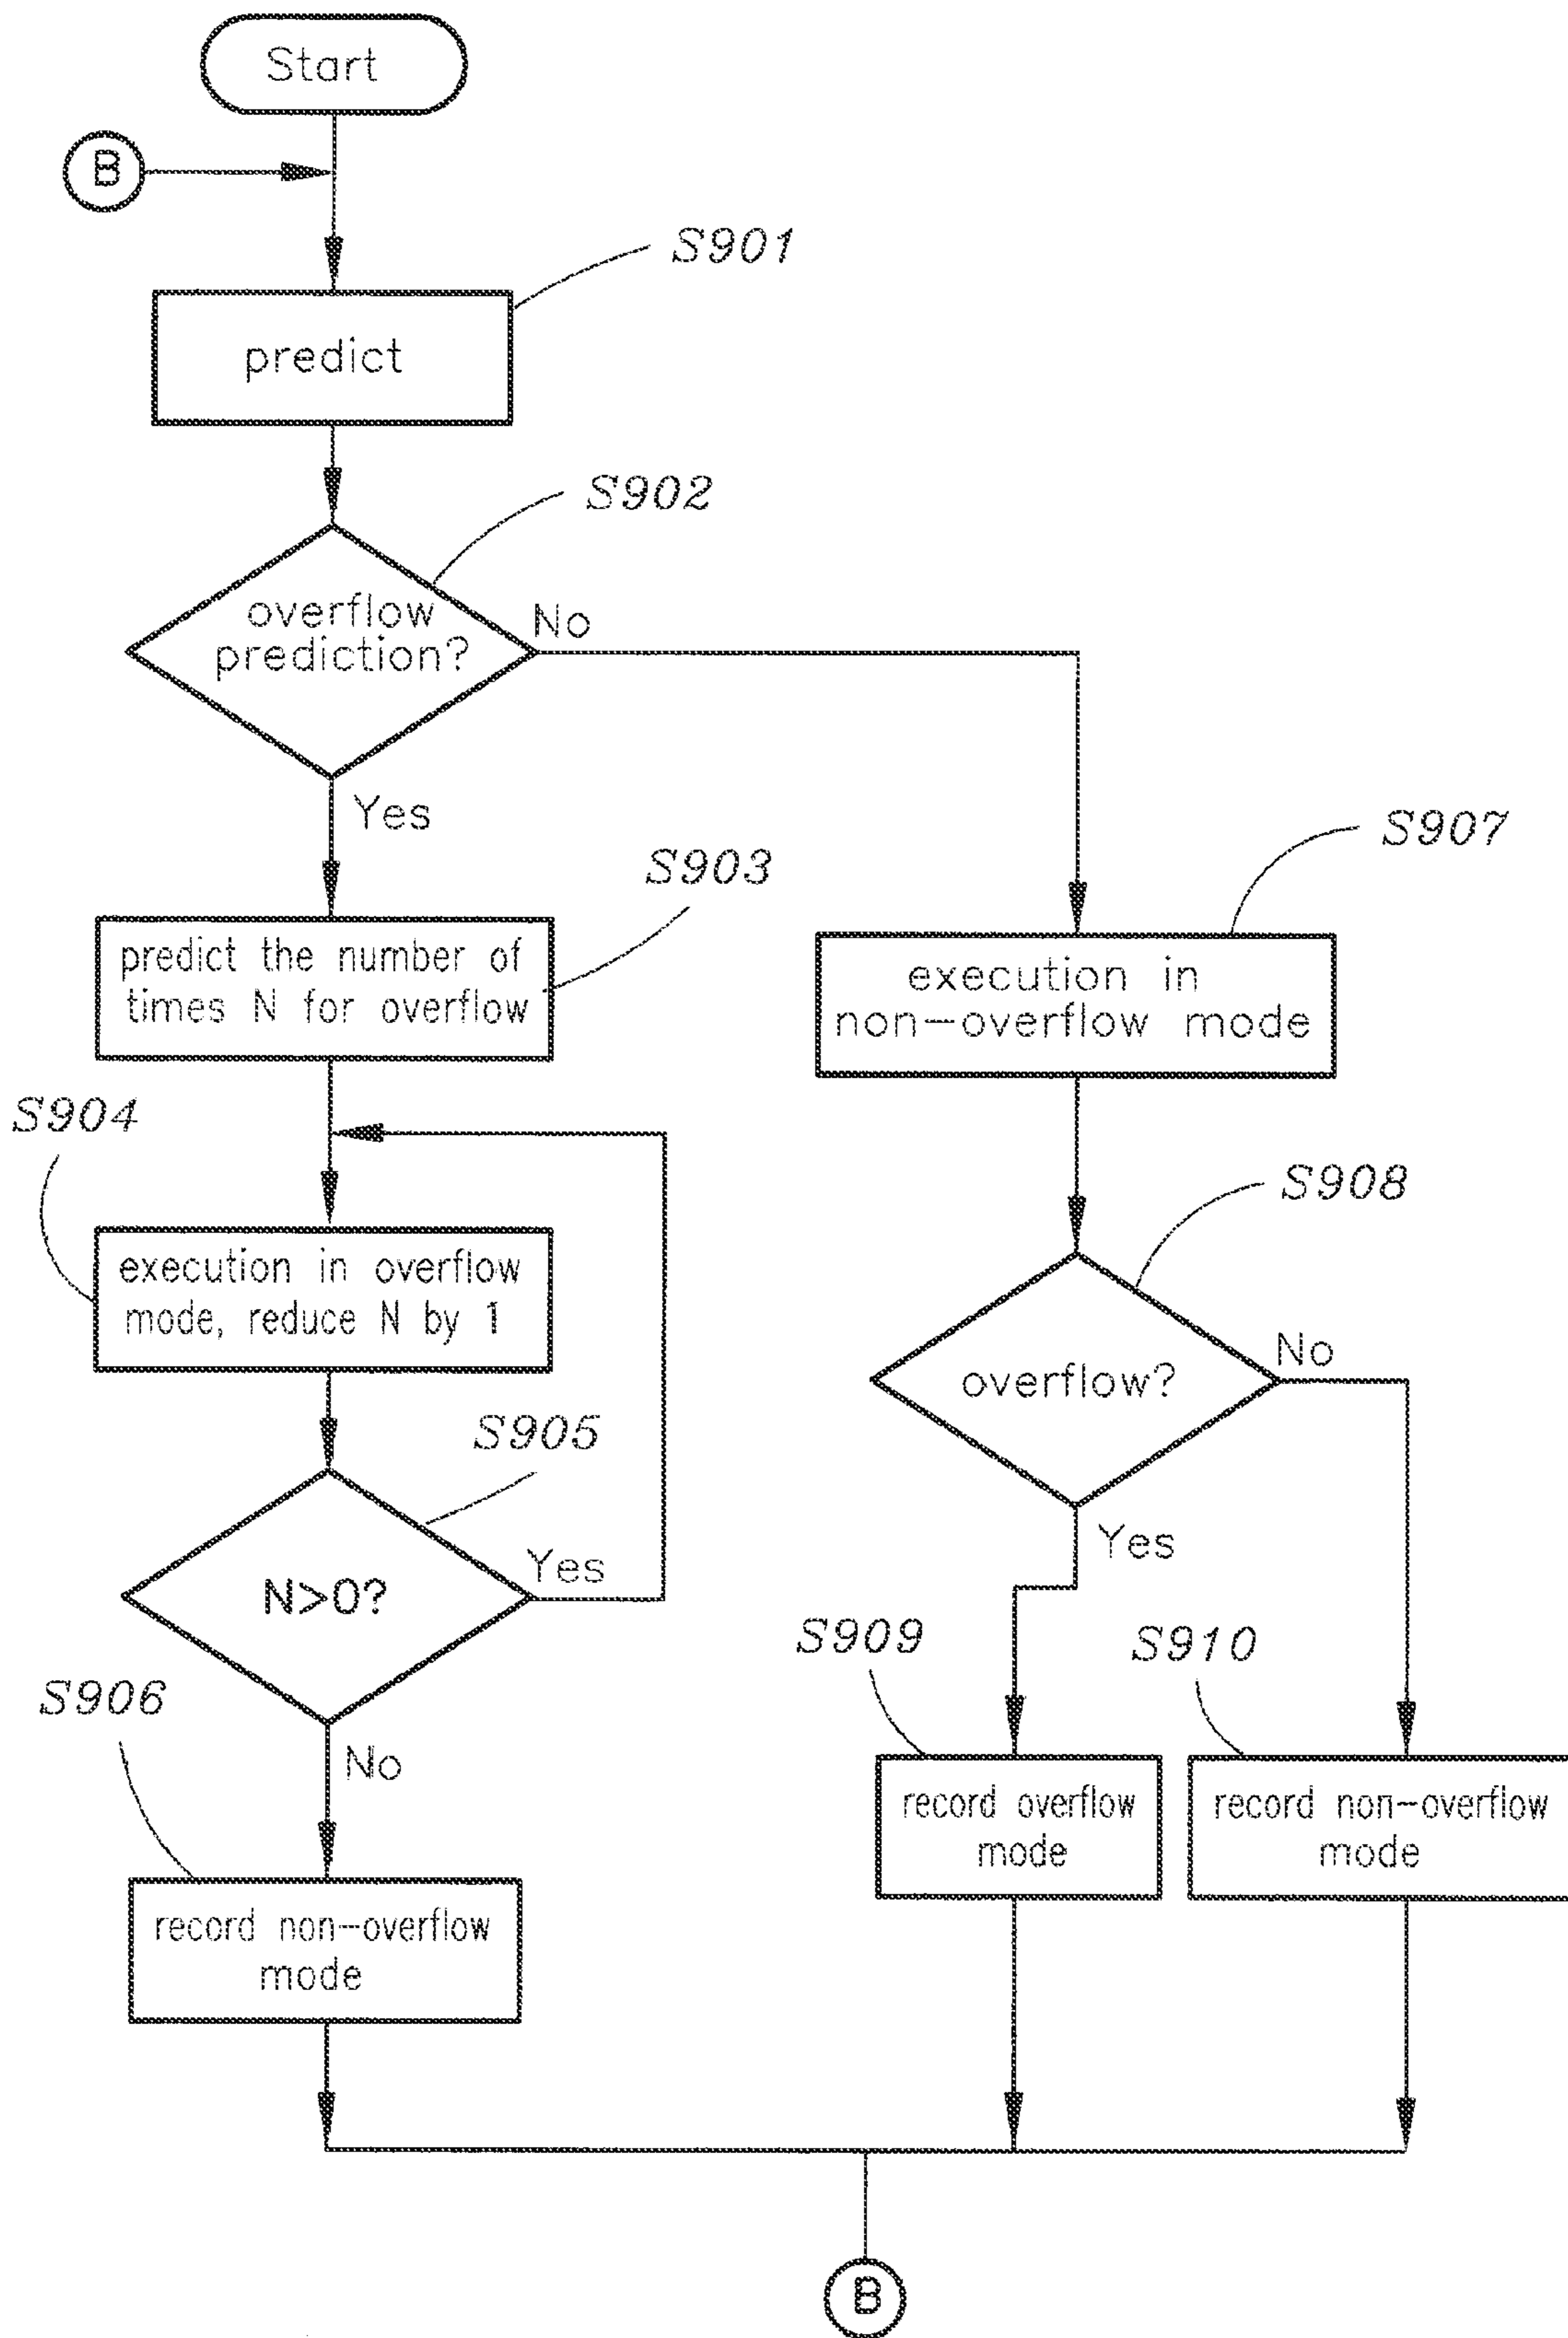 Start
B
S901
predict
S902
overflow
prediction?
No
Yes
S903
predict the number of
times N for overflow
S907
execution in
non-overflow mode
S904
execution in overflow
mode, reduce N by 1
S908
overflow?
No
Yes
S905
N>0?
Yes
No
S906
record non-overflow
mode
S909
record overflow
mode
S910
record non-overflow
mode
B